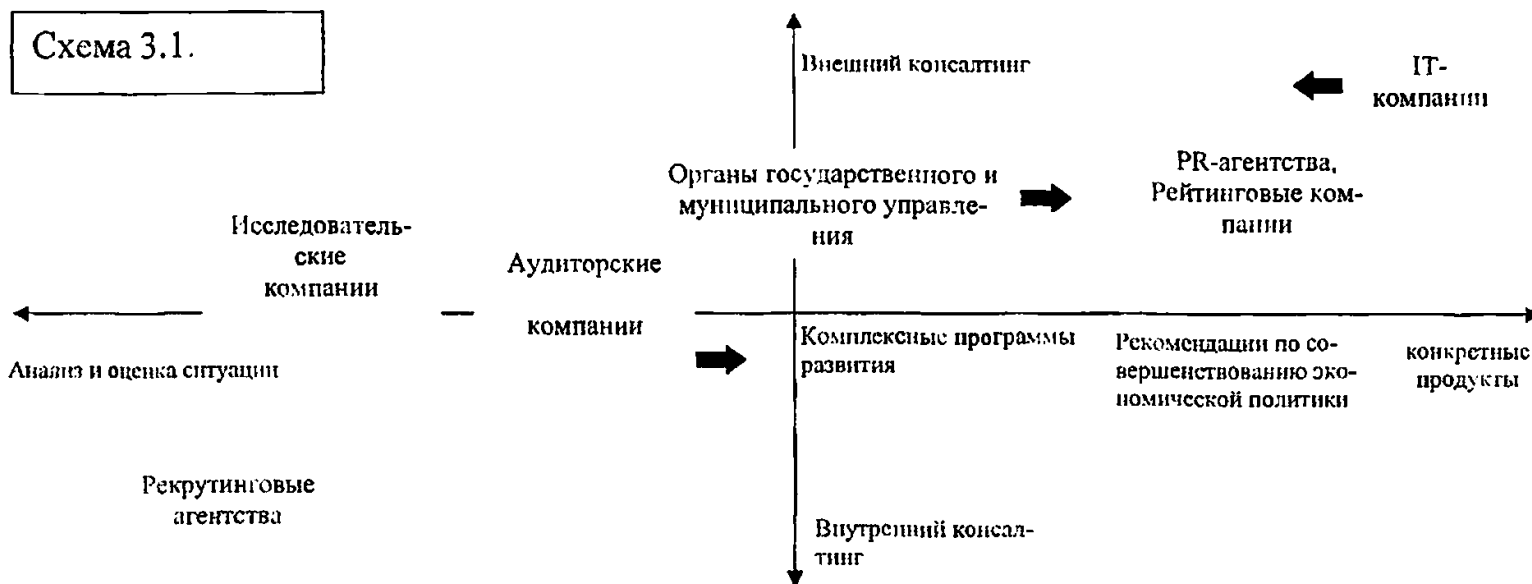 Схема 3.1.
Внешний консалтинг
IT-
компании
Органы государственного и
муниципального управле-
ния
PR-агентства,
Рейтинговые ком-
пании
Исследователь-
ские
компании
Аудиторские
компании
Анализ и оценка ситуации
Комплексные программы
развития
Рекомендации по со-
вершенствованию эко-
номической политики
конкретные
продукты
Рекрутинговые
агентства
Внутренний консал-
тинг